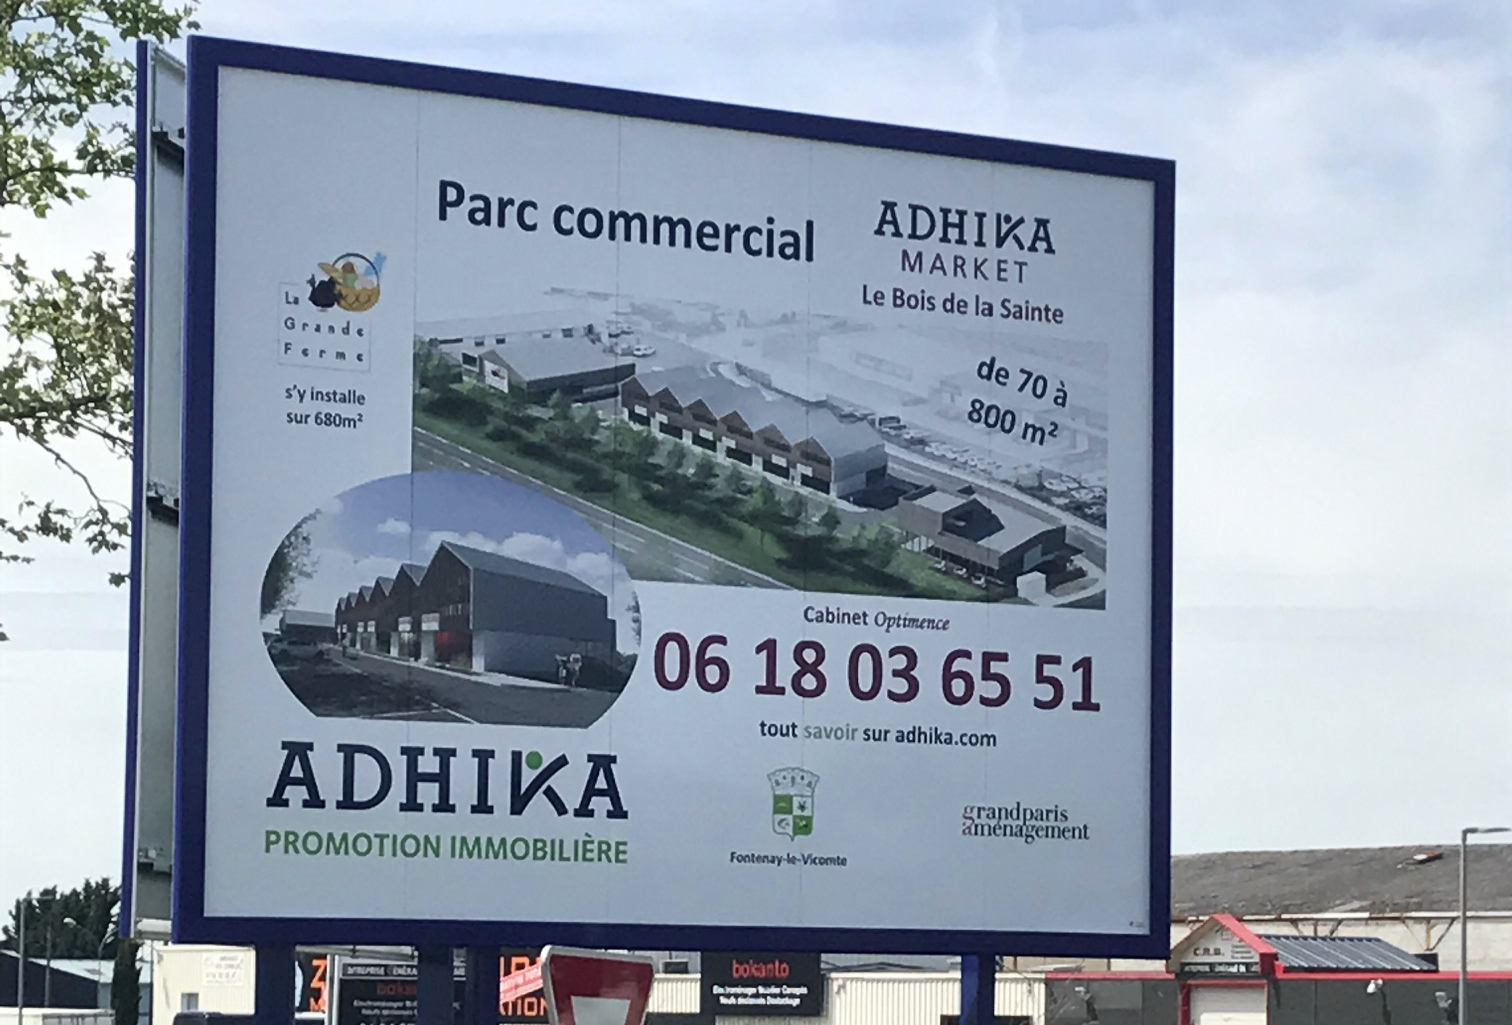 Parc commercial
ADHIKA
MARKET
Le Bois de la Sainte
La
Grande
Ferme
s'y installe
sur 680m²
de 70 à
800 m²
Cabinet Optimence
06 18 03 65 51
tout savoir sur adhika.com
ADHIKA
PROMOTION IMMOBILIÈRE
Fontenay-le-Vicomte
grandparis
aménagement
bokanto
C.R.B.